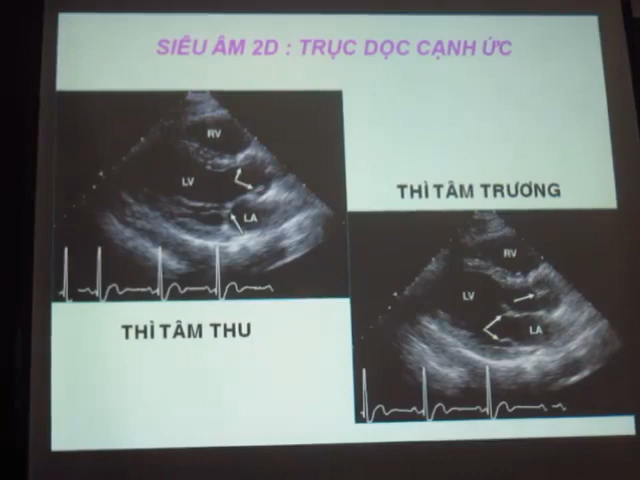 SIÊU ÂM 2D : TRỤC DỌC CẠNH ỨC
RV
LV
LA
THÌ TÂM TRƯƠNG
RV
LV
LA
THÌ TÂM THU